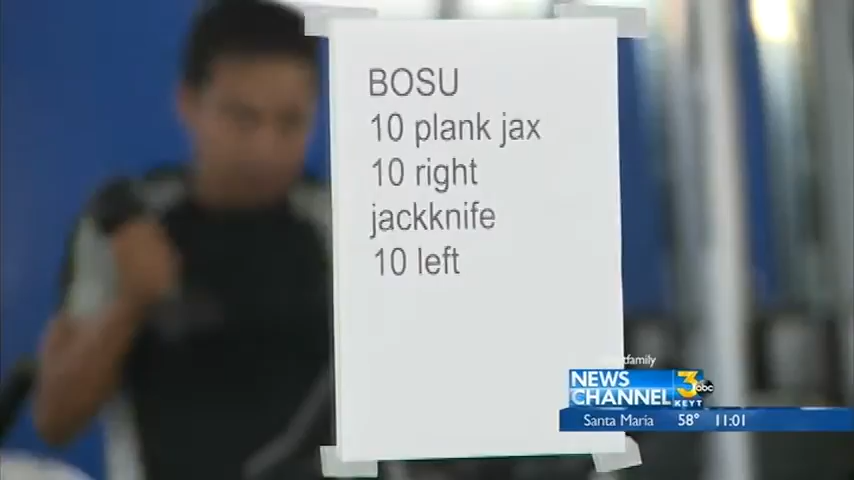 BOSU
10 plank jax
10 right
jackknife
10 left
NEWS
CHANNEL 3 abc
KEYT
Santa Maria 58° 11:01